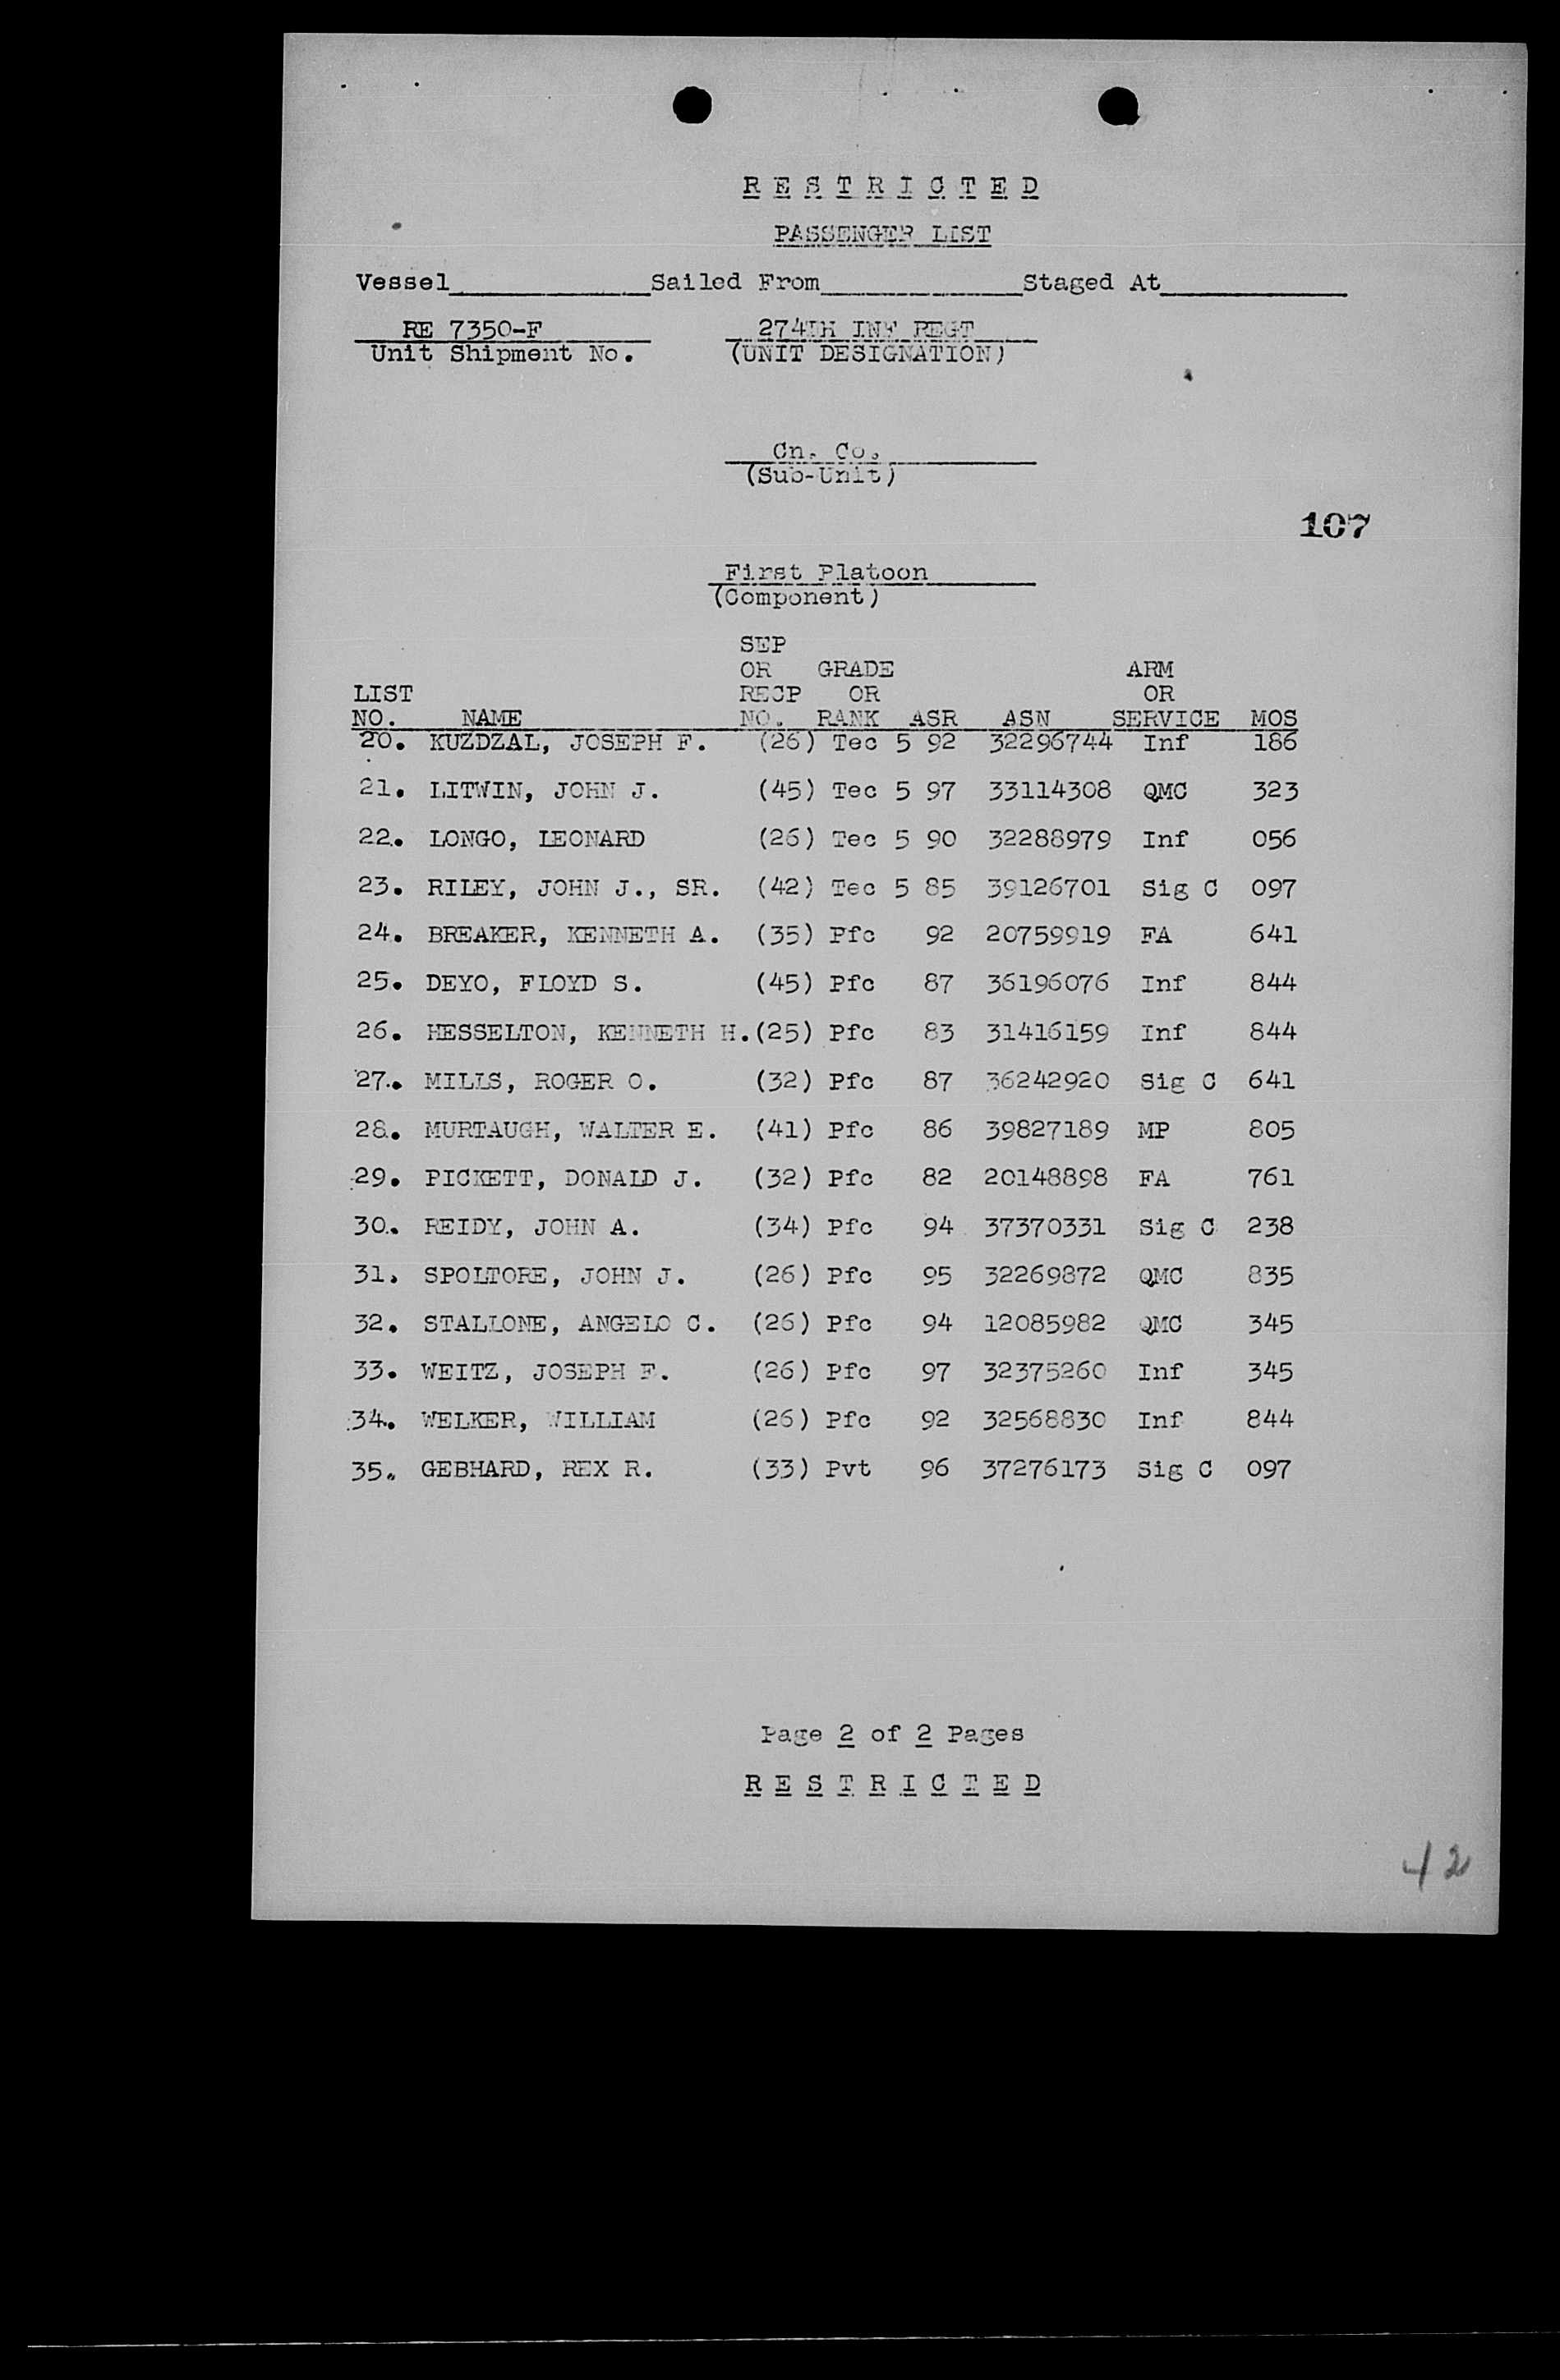 R E S T R I C T E D
PASSENGER LIST
Vessel____________Sailed From____________Staged At____________
RE 7350-F 274TH INF REGT
Unit Shipment No. (UNIT DESIGNATION)
Cn. Co.
(Sub-Unit)
107
First Platoon
(Component)
SEP
OR GRADE ARM
LIST RECP OR OR
NO. NAME NO. RANK ASR ASN SERVICE MOS
20. KUZDZAL, JOSEPH F. (26) Tec 5 92 32296744 Inf 186
21. LITWIN, JOHN J. (45) Tec 5 97 33114308 QMC 323
22. LONGO, LEONARD (26) Tec 5 90 32288979 Inf 056
23. RILEY, JOHN J., SR. (42) Tec 5 85 39126701 Sig C 097
24. BREAKER, KENNETH A. (35) Pfc 92 20759919 FA 641
25. DEYO, FLOYD S. (45) Pfc 87 36196076 Inf 844
26. HESSELTON, KENNETH H.(25) Pfc 83 31416159 Inf 844
27. MILLS, ROGER O. (32) Pfc 87 36242920 Sig C 641
28. MURTAUGH, WALTER E. (41) Pfc 86 39827189 MP 805
29. PICKETT, DONALD J. (32) Pfc 82 20148898 FA 761
30. REIDY, JOHN A. (34) Pfc 94 37370331 Sig C 238
31. SPOLTORE, JOHN J. (26) Pfc 95 32269872 QMC 835
32. STALLONE, ANGELO C. (26) Pfc 94 12085982 QMC 345
33. WEITZ, JOSEPH F. (26) Pfc 97 32375260 Inf 345
34. WELKER, WILLIAM (26) Pfc 92 32568830 Inf 844
35. GEBHARD, REX R. (33) Pvt 96 37276173 Sig C 097
Page 2 of 2 Pages
R E S T R I C T E D
42